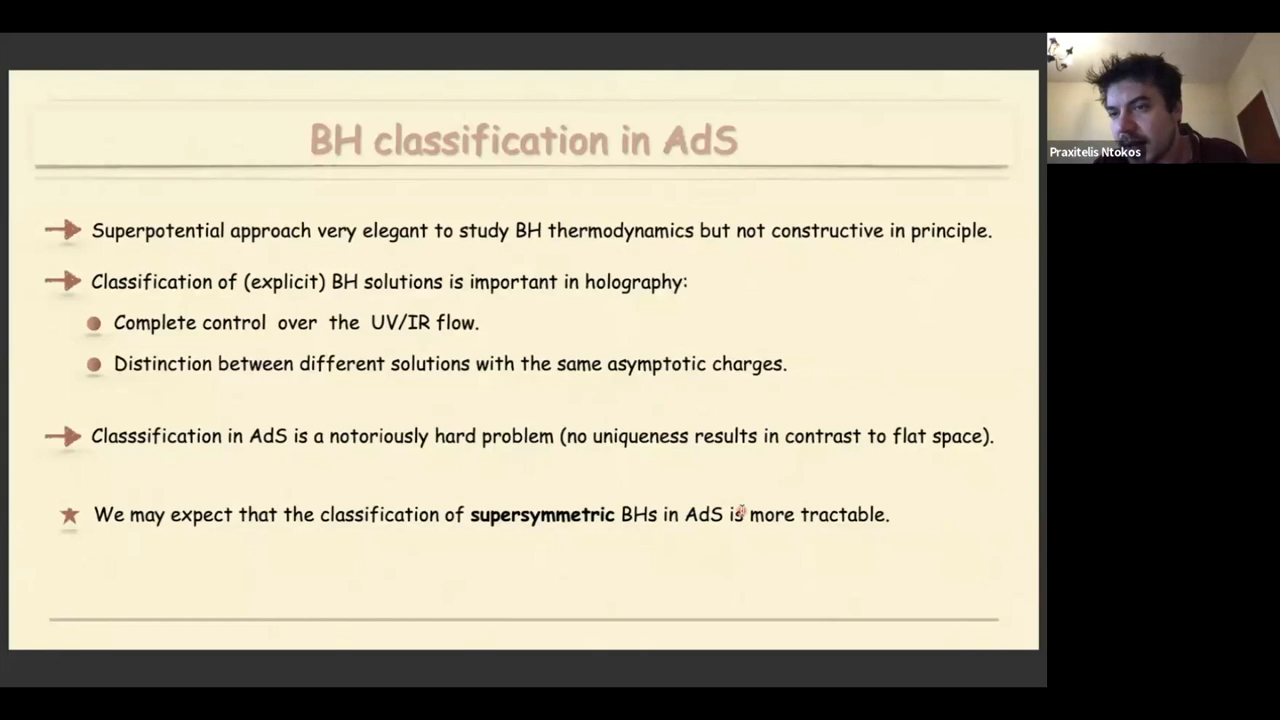 BH classification in AdS
Superpotential approach very elegant to study BH thermodynamics but not constructive in principle.
Classification of (explicit) BH solutions is important in holography:
Complete control over the UV/IR flow.
Distinction between different solutions with the same asymptotic charges.
Classsification in AdS is a notoriously hard problem (no uniqueness results in contrast to flat space).
We may expect that the classification of supersymmetric BHs in AdS is more tractable.
Praxitelis Ntokos